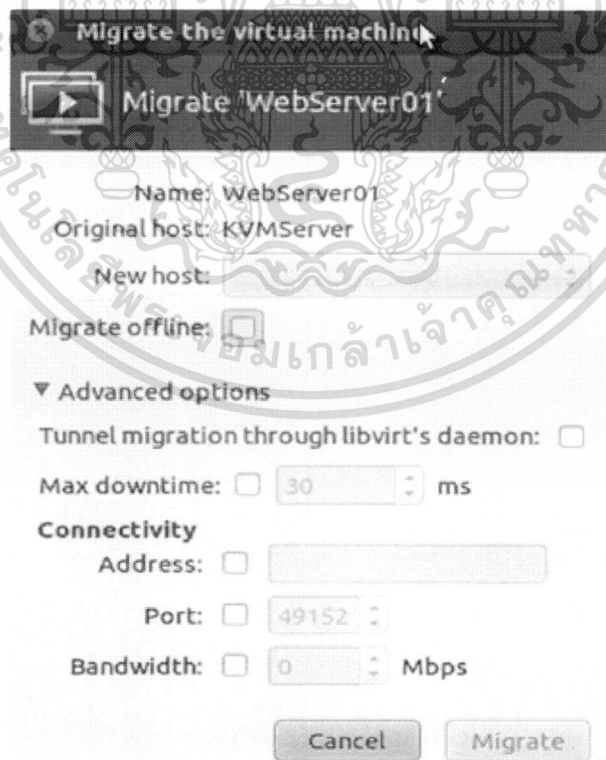 Migrate the virtual machine
Migrate 'WebServer01'
Name: WebServer01
Original host: KVMServer
New host:
Migrate offline:
Advanced options
Tunnel migration through libvirt's daemon:
Max downtime: 30 ms
Connectivity
Address:
Port: 49152
Bandwidth: 0 Mbps
Cancel Migrate